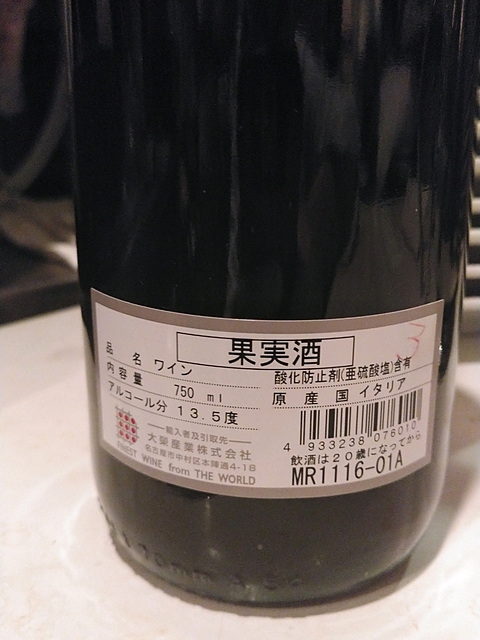 果実酒
品名 ワイン
内容量 750 ml
アルコール分 13.5度
酸化防止剤(亜硫酸塩)含有
原産国 イタリア
輸入者及引取先
大榮産業株式会社
名古屋市中村区本陣通4-18
FINEST WINE from THE WORLD
4 933238 076010
飲酒は20歳になってから
MR1116-01A